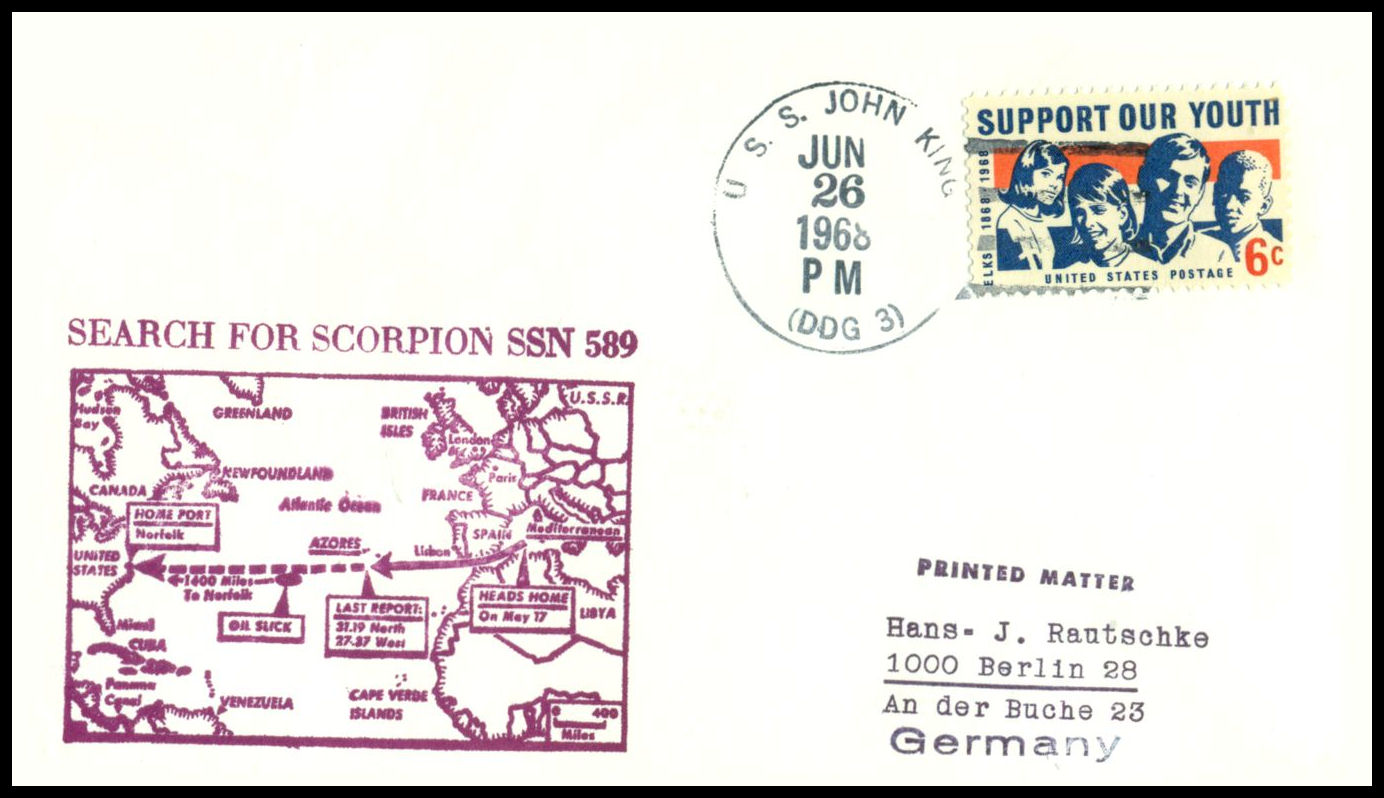 U. S. S. JOHN KING
JUN
26
1968
PM
(DDG 3)
SUPPORT OUR YOUTH
ELKS 1868 1968
UNITED STATES POSTAGE 6c
SEARCH FOR SCORPION SSN 589
Hudson
Bay
GREENLAND
BRITISH
ISLES
U.S.S.R.
London
Paris
NEWFOUNDLAND
CANADA
Atlantic Ocean
FRANCE
HOME PORT
Norfolk
SPAIN
Mediterranean
AZORES
Lisbon
UNITED
STATES
1400 Miles
To Norfolk
OIL SLICK
LAST REPORT:
31.19 North
27-37 West
HEADS HOME
On May 17
LIBYA
Miami
CUBA
Panama
Canal
VENEZUELA
CAPE VERDE
ISLANDS
0 400
Miles
PRINTED MATTER
Hans- J. Rautschke
1000 Berlin 28
An der Buche 23
Germany